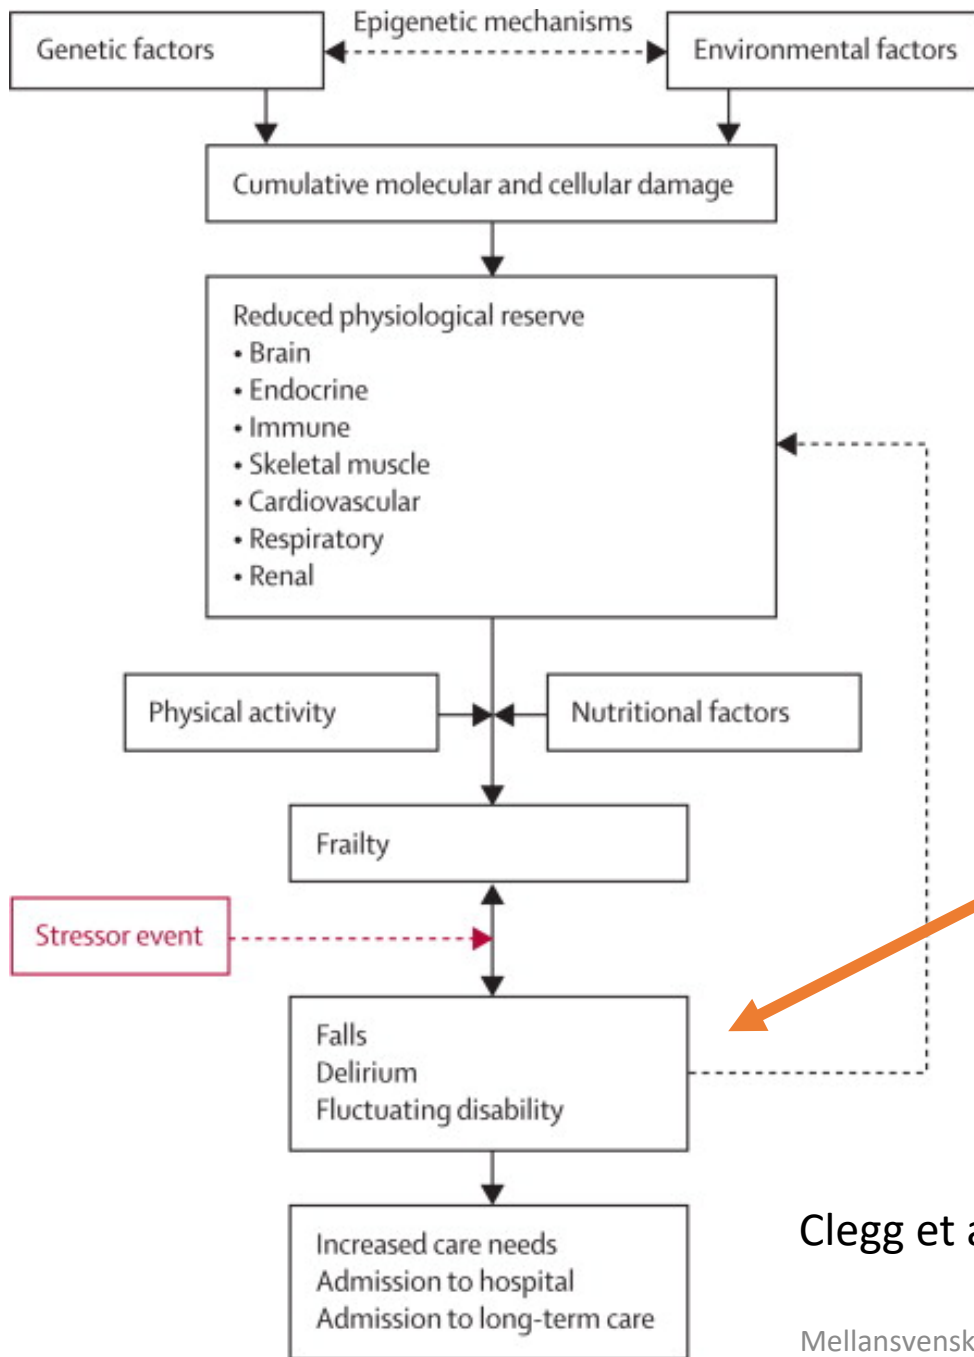 Epigenetic mechanisms
Genetic factors
Environmental factors
Cumulative molecular and cellular damage
Reduced physiological reserve
• Brain
• Endocrine
• Immune
• Skeletal muscle
• Cardiovascular
• Respiratory
• Renal
Physical activity
Nutritional factors
Frailty
Stressor event
Falls
Delirium
Fluctuating disability
Clegg et
Increased care needs
Admission to hospital
Admission to long-term care